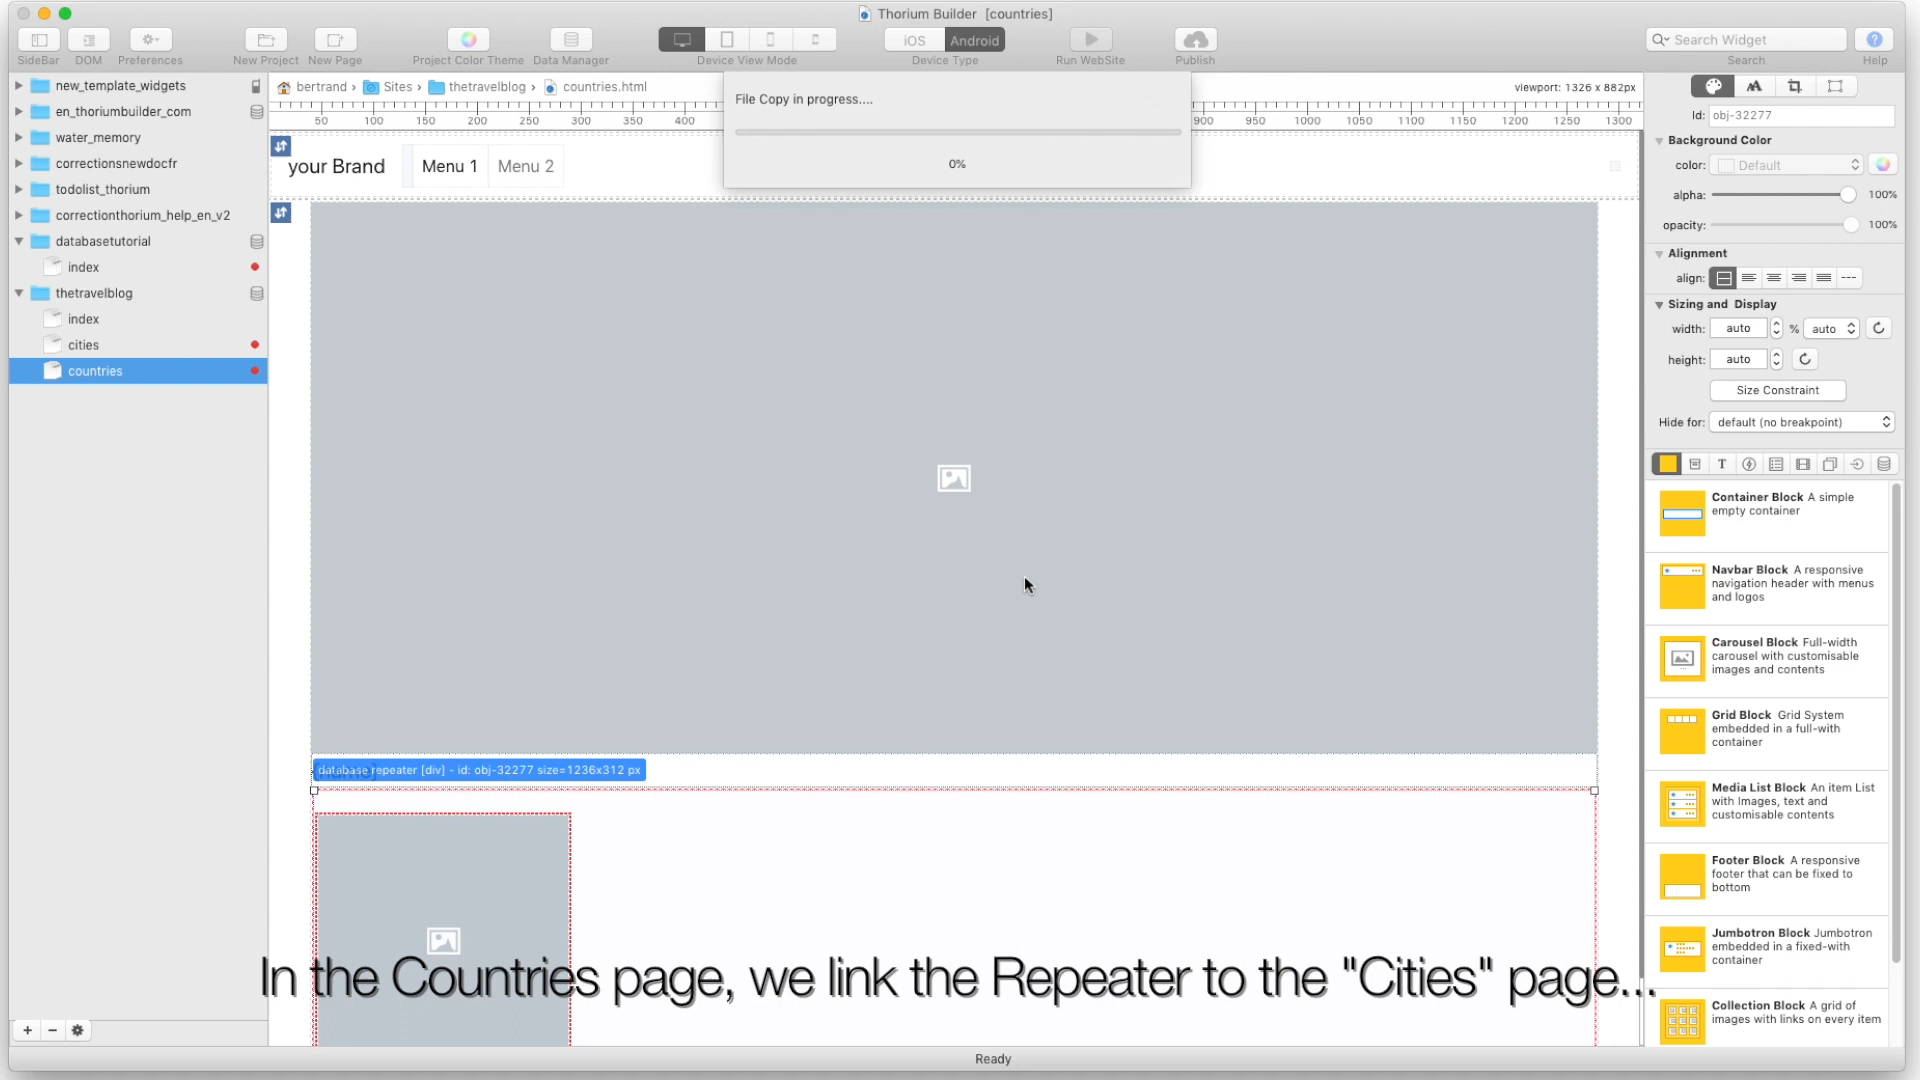 Thorium Builder [countries]
SideBar DOM Preferences New Project New Page Project Color Theme Data Manager Device View Mode iOS Android Device Type Run WebSite Publish Search Widget Search Help
new_template_widgets
en_thoriumbuilder_com
water_memory
correctionsnewdocfr
todolist_thorium
correctionthorium_help_en_v2
databasetutorial
index
thetravelblog
index
cities
countries
bertrand › Sites › thetravelblog › countries.html
viewport: 1326 x 882px
50 100 150 200 250 300 350 400 900 950 1000 1050 1100 1150 1200 1250 1300
File Copy in progress....
0%
your Brand Menu 1 Menu 2
database repeater [div] - id: obj-32277 size=1236x312 px
Id: obj-32277
Background Color
color: Default
alpha: 100%
opacity: 100%
Alignment
align:
Sizing and Display
width: auto % auto
height: auto
Size Constraint
Hide for: default (no breakpoint)
T
Container Block A simple
empty container
Navbar Block A responsive
navigation header with menus
and logos
Carousel Block Full-width
carousel with customisable
images and contents
Grid Block Grid System
embedded in a full-with
container
Media List Block An item List
with Images, text and
customisable contents
Footer Block A responsive
footer that can be fixed to
bottom
Jumbotron Block Jumbotron
embedded in a fixed-with
container
Collection Block A grid of
images with links on every item
In the Countries page, we link the Repeater to the "Cities" page...
Ready